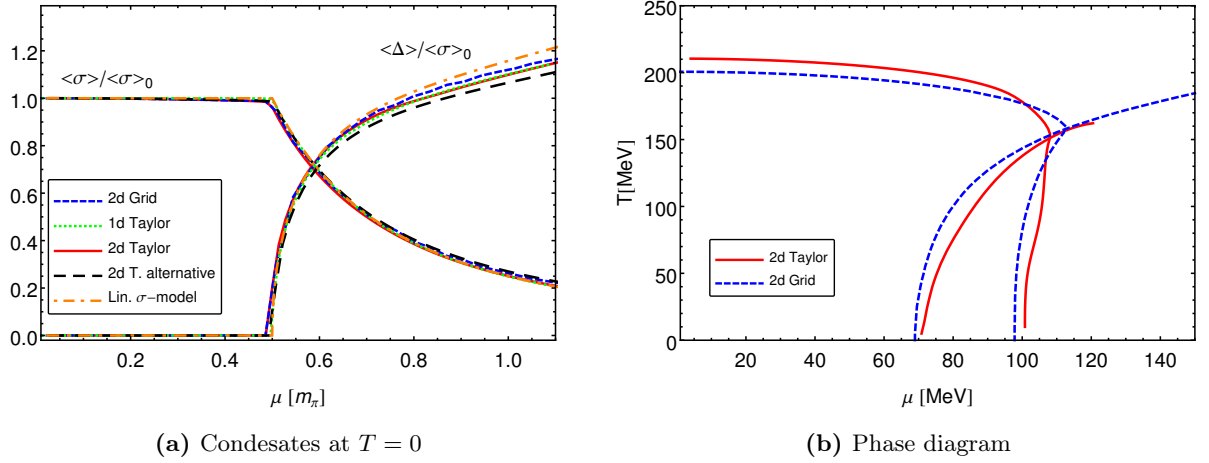 <σ>/<σ>₀
<Δ>/<σ>₀
1.2
1.0
0.8
0.6
0.4
0.2
0.0
2d Grid
1d Taylor
2d Taylor
2d T. alternative
Lin. σ-model
0.2 0.4 0.6 0.8 1.0
μ [mπ]
(a) Condesates at T = 0
250
200
150
100
50
0
T[MeV]
2d Taylor
2d Grid
20 40 60 80 100 120 140
μ [MeV]
(b) Phase diagram